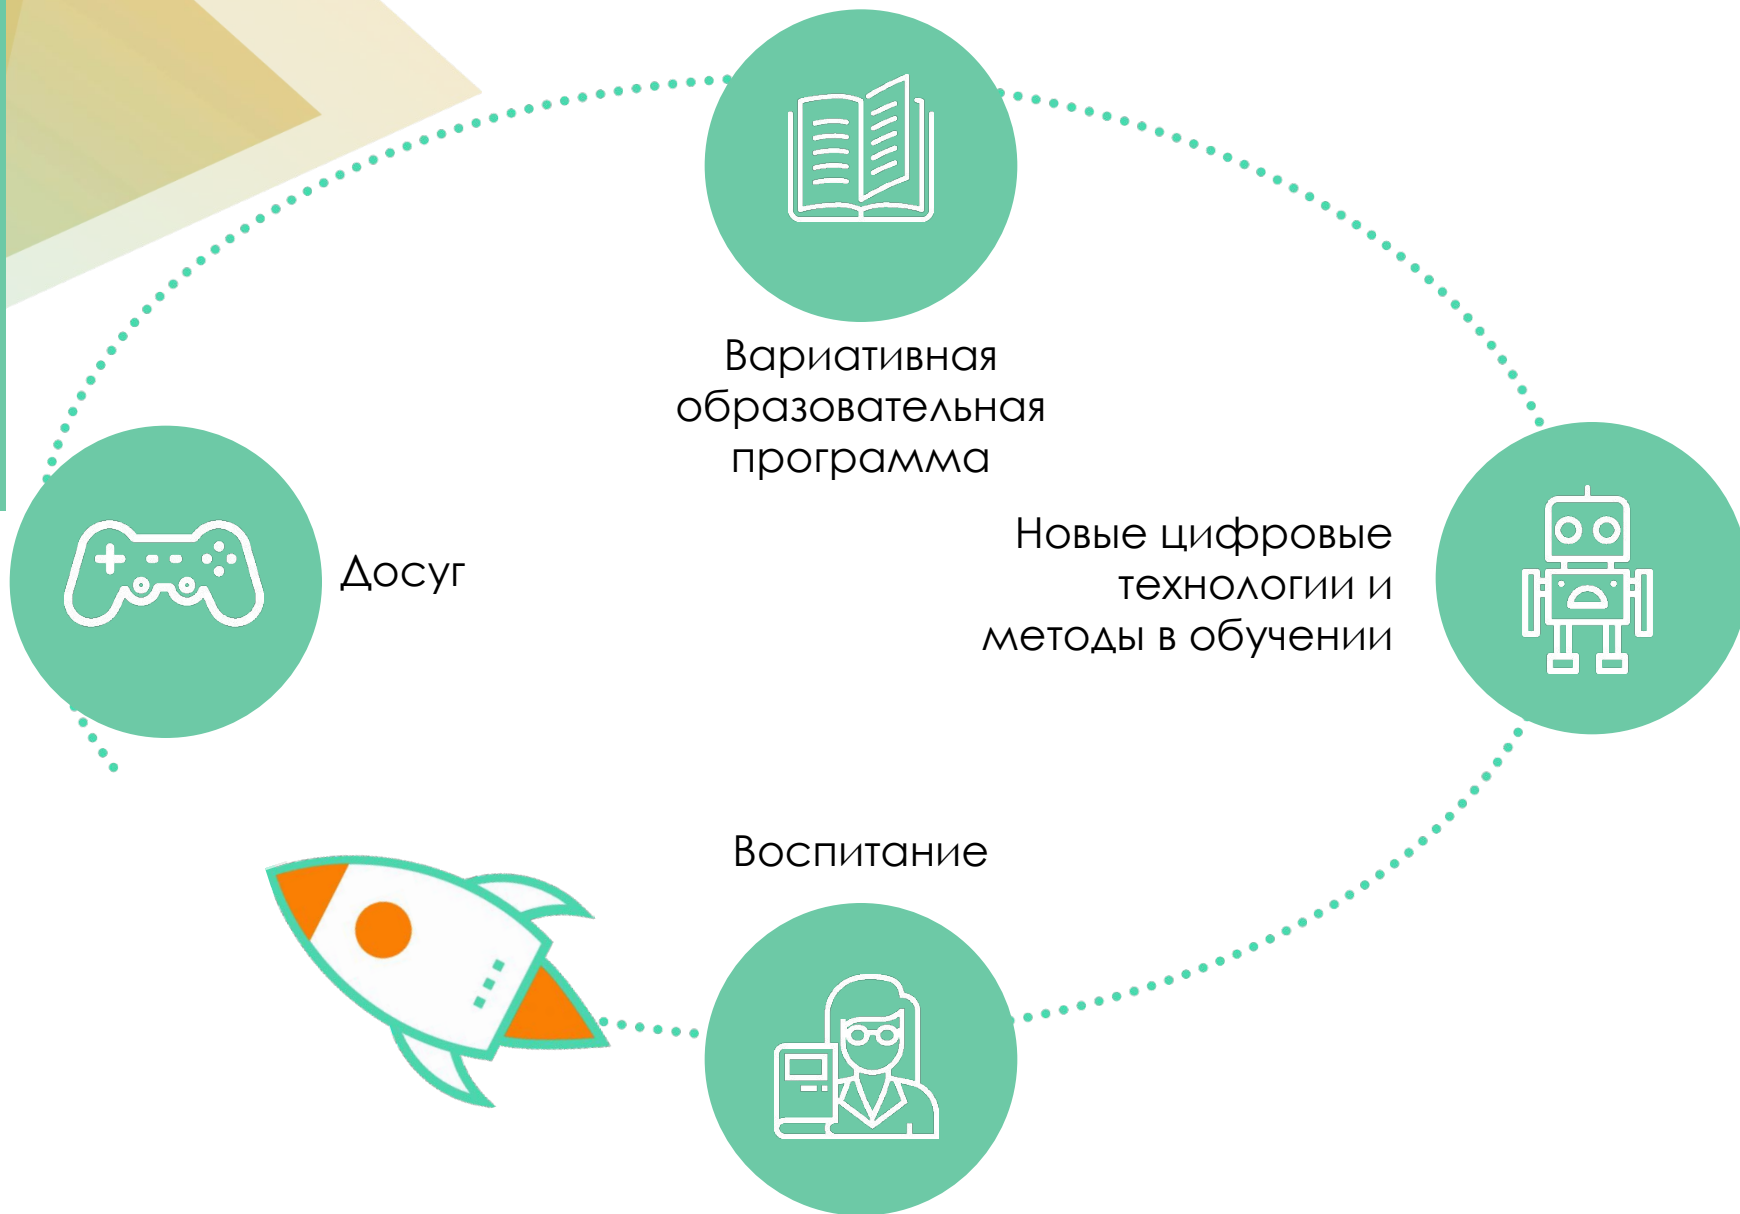 Вариативная
образовательная
программа
Досуг
Новые цифровые
технологии и
методы в обучении
Воспитание